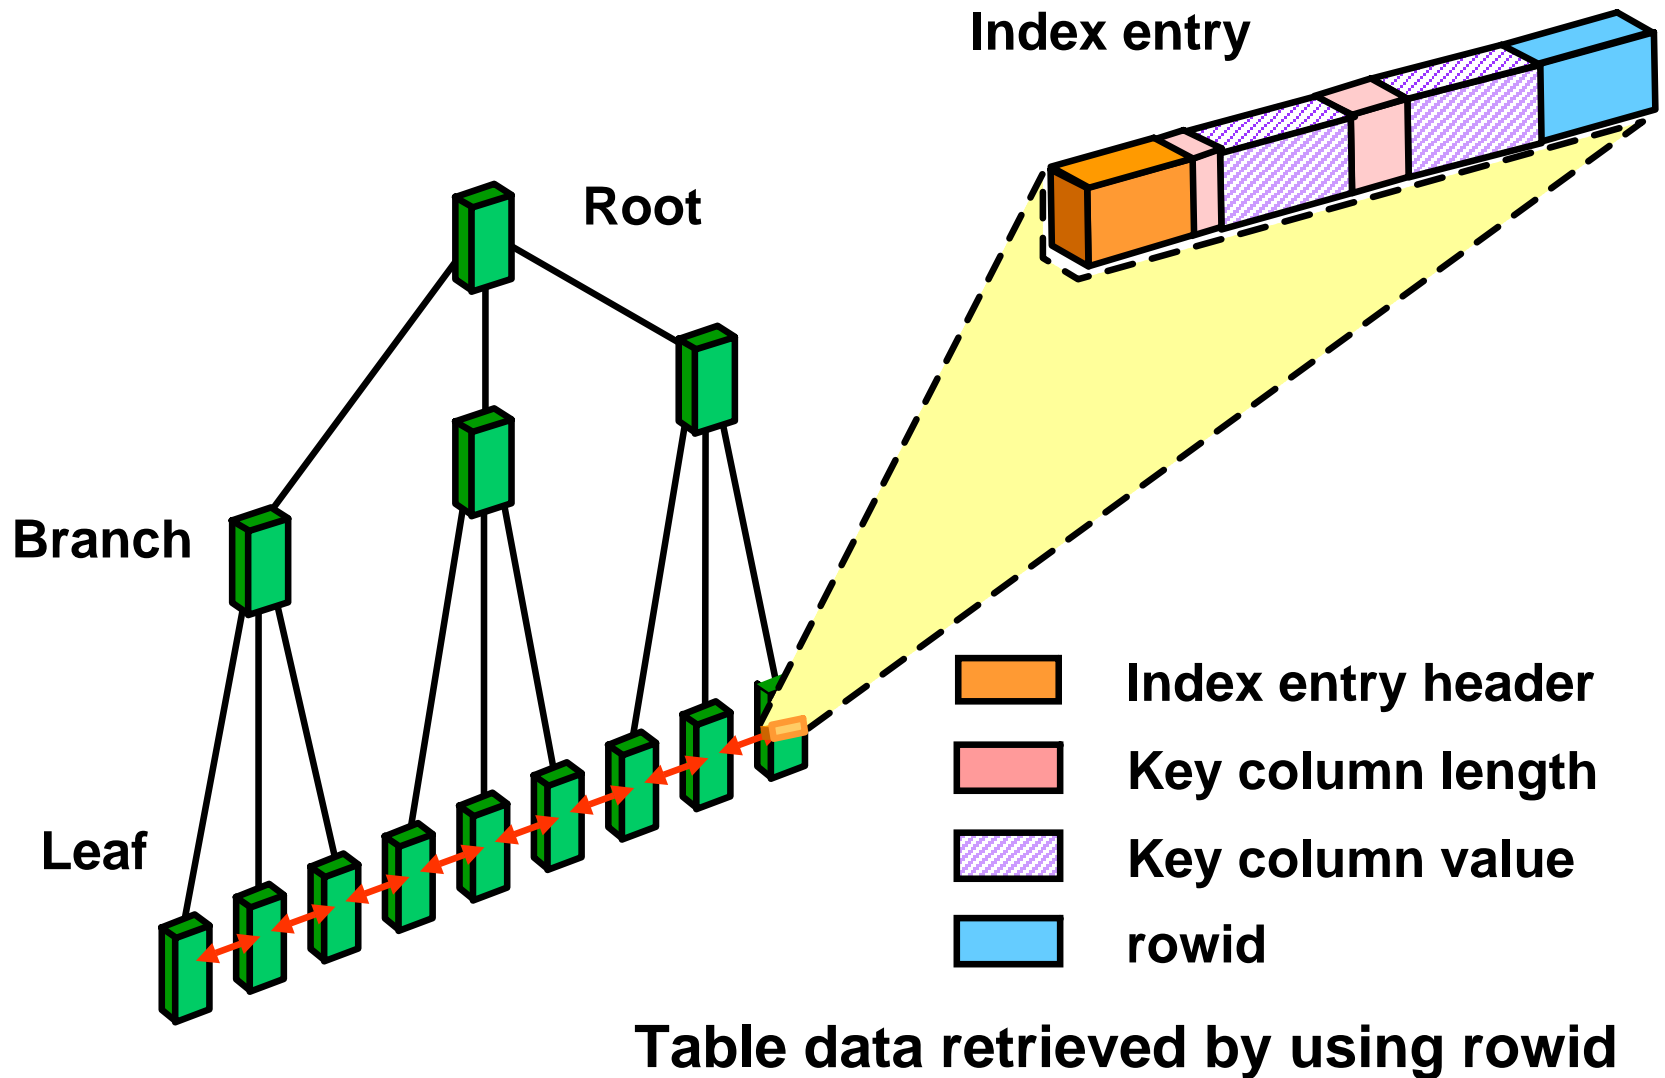 Index entry
Root
Branch
Leaf
Index entry header
Key column length
Key column value
rowid
Table data retrieved by using rowid